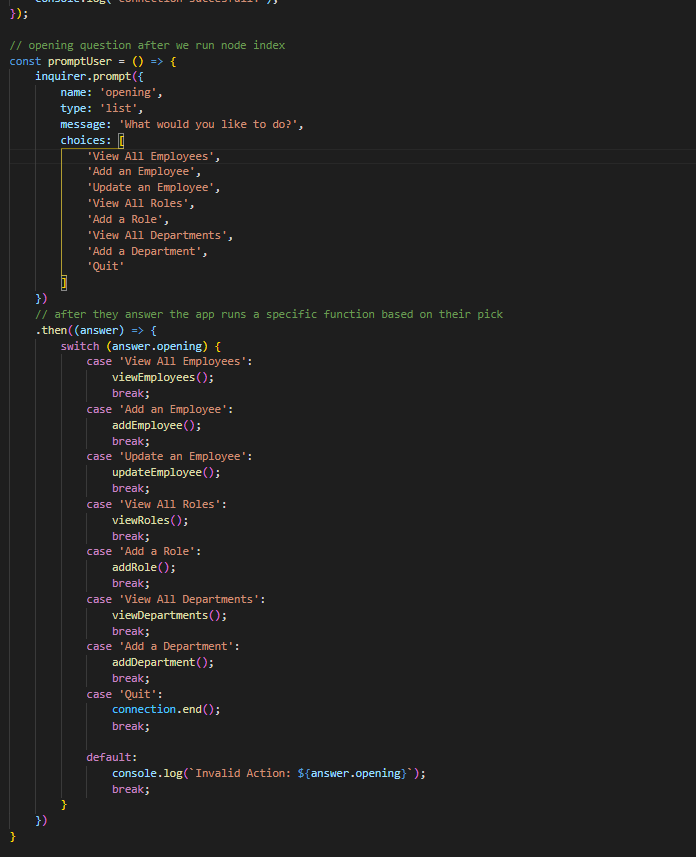 });
// opening question after we run node index
const promptUser = () => {
    inquirer.prompt({
        name: 'opening',
        type: 'list',
        message: 'What would you like to do?',
        choices: [
            'View All Employees',
            'Add an Employee',
            'Update an Employee',
            'View All Roles',
            'Add a Role',
            'View All Departments',
            'Add a Department',
            'Quit'
        ]
    })
    // after they answer the app runs a specific function based on their pick
    .then((answer) => {
        switch (answer.opening) {
            case 'View All Employees':
                viewEmployees();
                break;
            case 'Add an Employee':
                addEmployee();
                break;
            case 'Update an Employee':
                updateEmployee();
                break;
            case 'View All Roles':
                viewRoles();
                break;
            case 'Add a Role':
                addRole();
                break;
            case 'View All Departments':
                viewDepartments();
                break;
            case 'Add a Department':
                addDepartment();
                break;
            case 'Quit':
                connection.end();
                break;
            default:
                console.log(`Invalid Action: ${answer.opening}`);
                break;
        }
    })
}